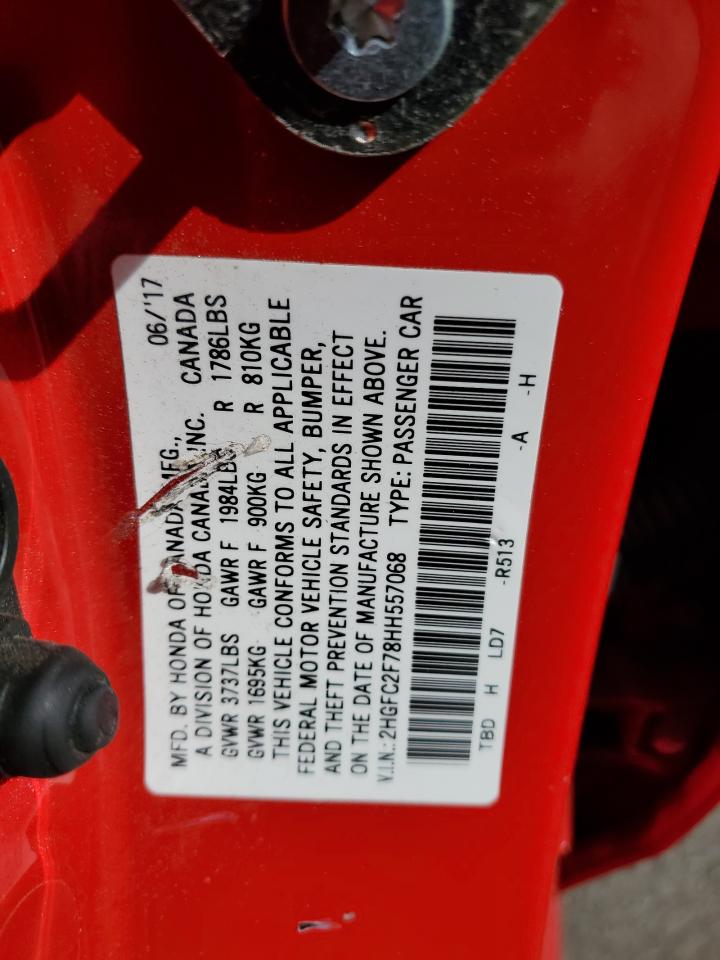 MFD. BY HONDA OF CANADA MFG., 06/'17
A DIVISION OF HONDA CANADA INC. CANADA
GVWR 3737LBS GAWR F 1984LBS R 1786LBS
GVWR 1695KG GAWR F 900KG R 810KG
THIS VEHICLE CONFORMS TO ALL APPLICABLE
FEDERAL MOTOR VEHICLE SAFETY, BUMPER,
AND THEFT PREVENTION STANDARDS IN EFFECT
ON THE DATE OF MANUFACTURE SHOWN ABOVE.
V.I.N.: 2HGFC2F78HH557068 TYPE: PASSENGER CAR
TBD H LD7 -R513 -A -H